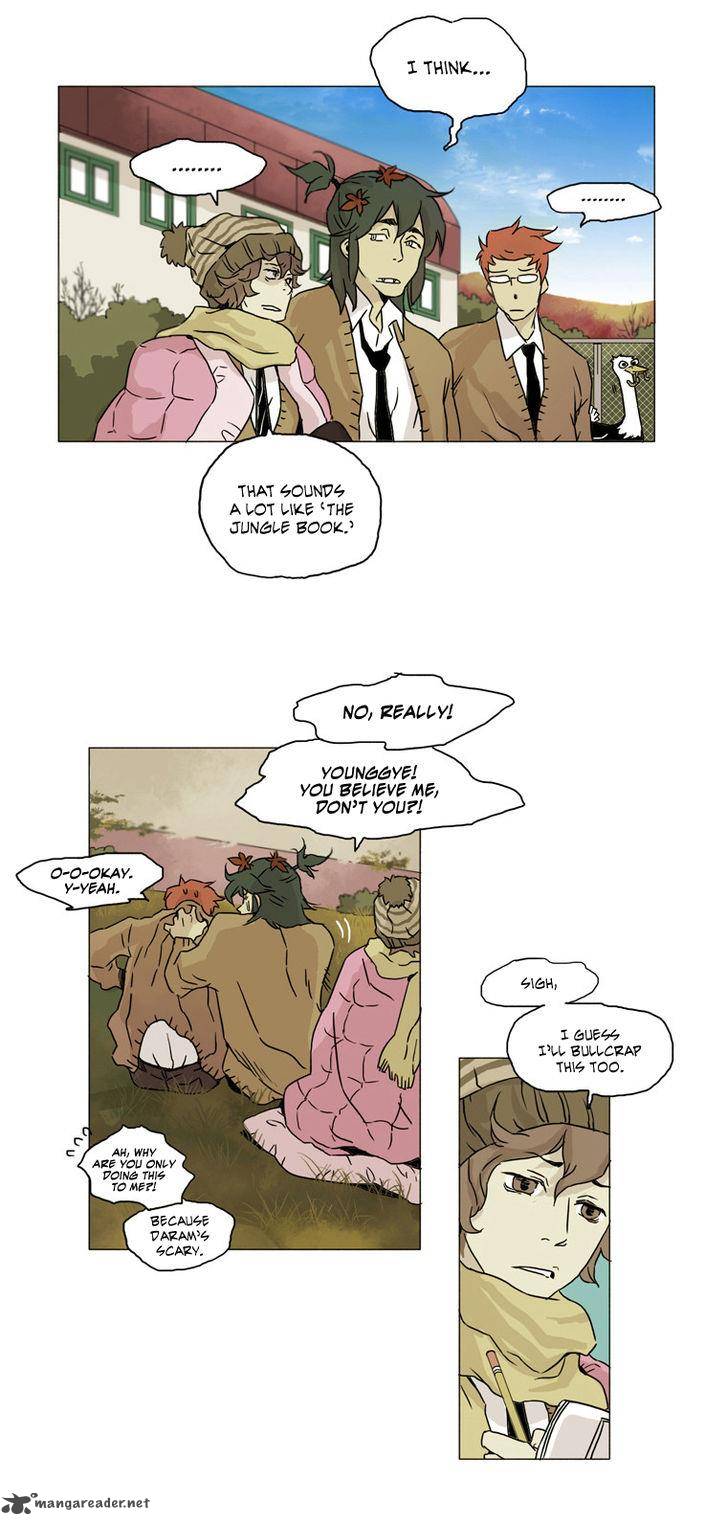 I THINK...
........
........
THAT SOUNDS
A LOT LIKE 'THE
JUNGLE BOOK.'
NO, REALLY!
YOUNGGYE!
YOU BELIEVE ME,
DON'T YOU?!
O-O-OKAY.
Y-YEAH.
AH, WHY
ARE YOU ONLY
DOING THIS
TO ME?!
BECAUSE
DARAM'S
SCARY.
SIGH,
I GUESS
I'LL BULLCRAP
THIS TOO.
mangareader.net